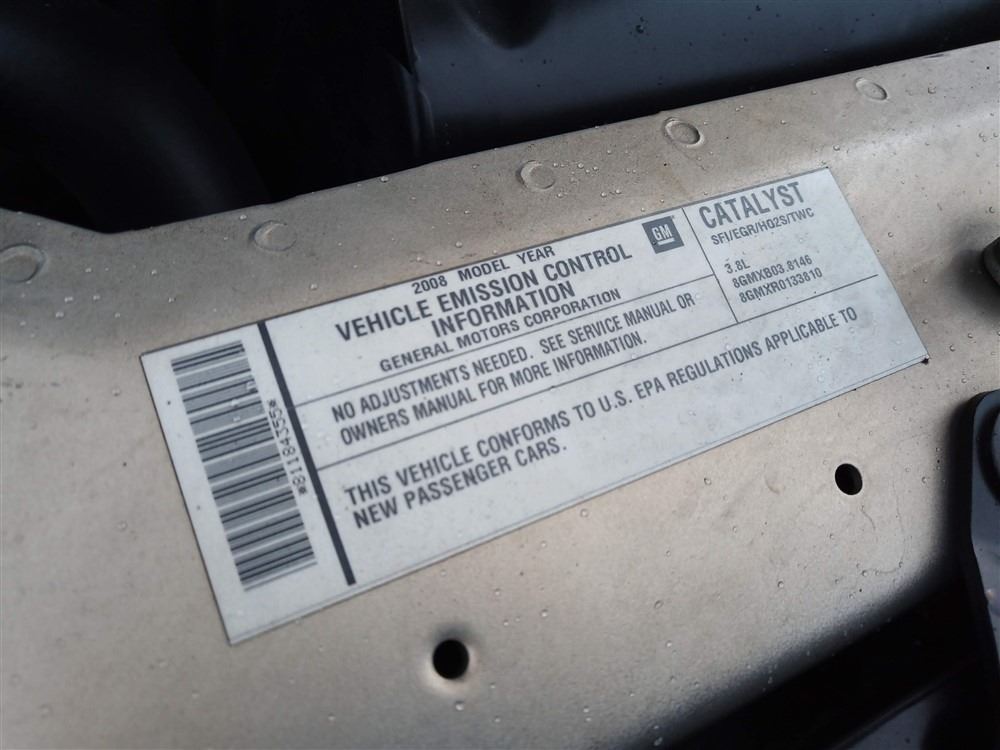 2008 MODEL YEAR
VEHICLE EMISSION CONTROL
INFORMATION
GENERAL MOTORS CORPORATION
GM
CATALYST
SFI/EGR/HO2S/TWC
3.8L
8GMXB03.8146
8GMXR0133810
NO ADJUSTMENTS NEEDED. SEE SERVICE MANUAL OR
OWNERS MANUAL FOR MORE INFORMATION.
THIS VEHICLE CONFORMS TO U.S. EPA REGULATIONS APPLICABLE TO
NEW PASSENGER CARS.
*81184355*